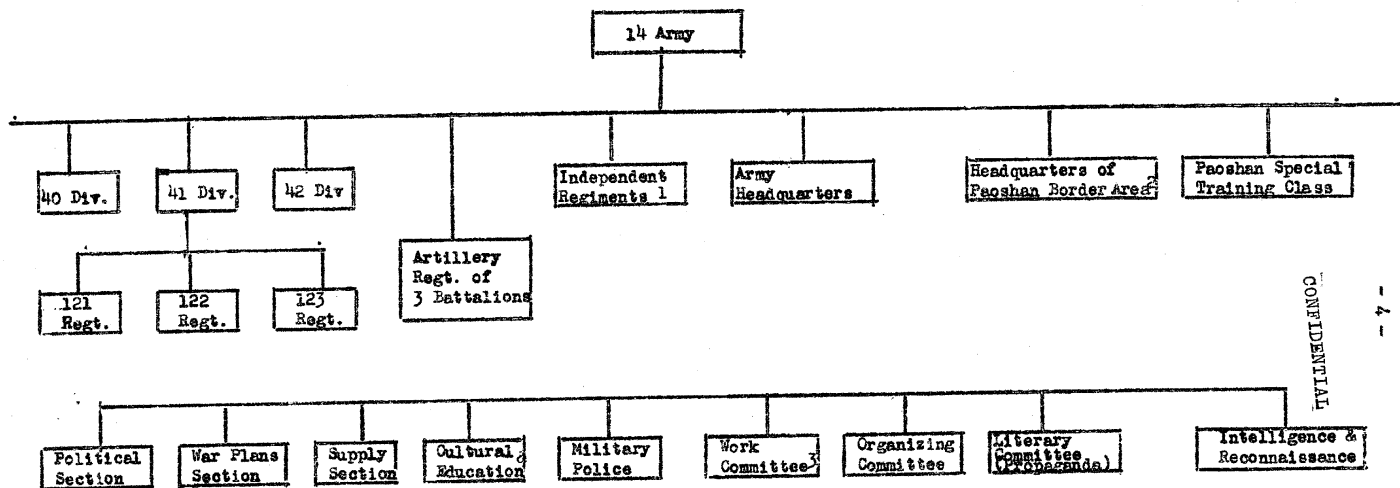 14 Army
40 Div.
41 Div.
42 Div
Independent
Regiments 1
Army
Headquarters
Headquarters of
Paoshan Border Area
Paoshan Special
Training Class
Artillery
Regt. of
3 Battalions
121
Regt.
122
Regt.
123
Regt.
- 4 -
CONFIDENTIAL
Political
Section
War Plans
Section
Supply
Section
Cultural
Education
Military
Police
Work
Committee 3
Organizing
Committee
Literary
Committee
(Propaganda)
Intelligence &
Reconnaissance